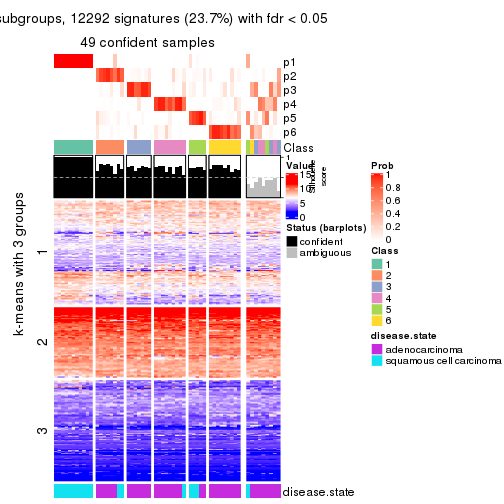 subgroups, 12292 signatures (23.7%) with fdr < 0.05
49 confident samples
p1
p2
p3
p4
p5
p6
Class
1
Silhouette
score
k-means with 3 groups
1
2
3
disease.state
Value
15
10
5
0
Status (barplots)
confident
ambiguous
Prob
1
0.8
0.6
0.4
0.2
0
Class
1
2
3
4
5
6
disease.state
adenocarcinoma
squamous cell carcinoma